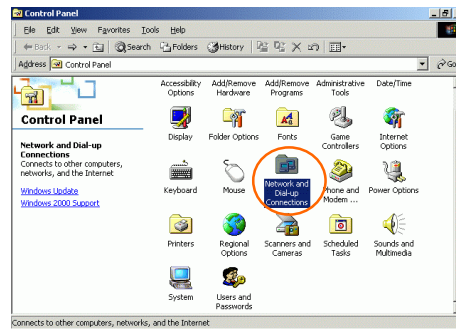 Control Panel
File Edit View Favorites Tools Help
Back Search Folders History
Address Control Panel Go
Control Panel
Network and Dial-up
Connections
Connects to other computers,
networks, and the Internet
Windows Update
Windows 2000 Support
Accessibility
Options
Add/Remove
Hardware
Add/Remove
Programs
Administrative
Tools
Date/Time
Display
Folder Options
Fonts
Game
Controllers
Internet
Options
Keyboard
Mouse
Network and
Dial-up
Connections
Phone and
Modem ...
Power Options
Printers
Regional
Options
Scanners and
Cameras
Scheduled
Tasks
Sounds and
Multimedia
System
Users and
Passwords
Connects to other computers, networks, and the Internet